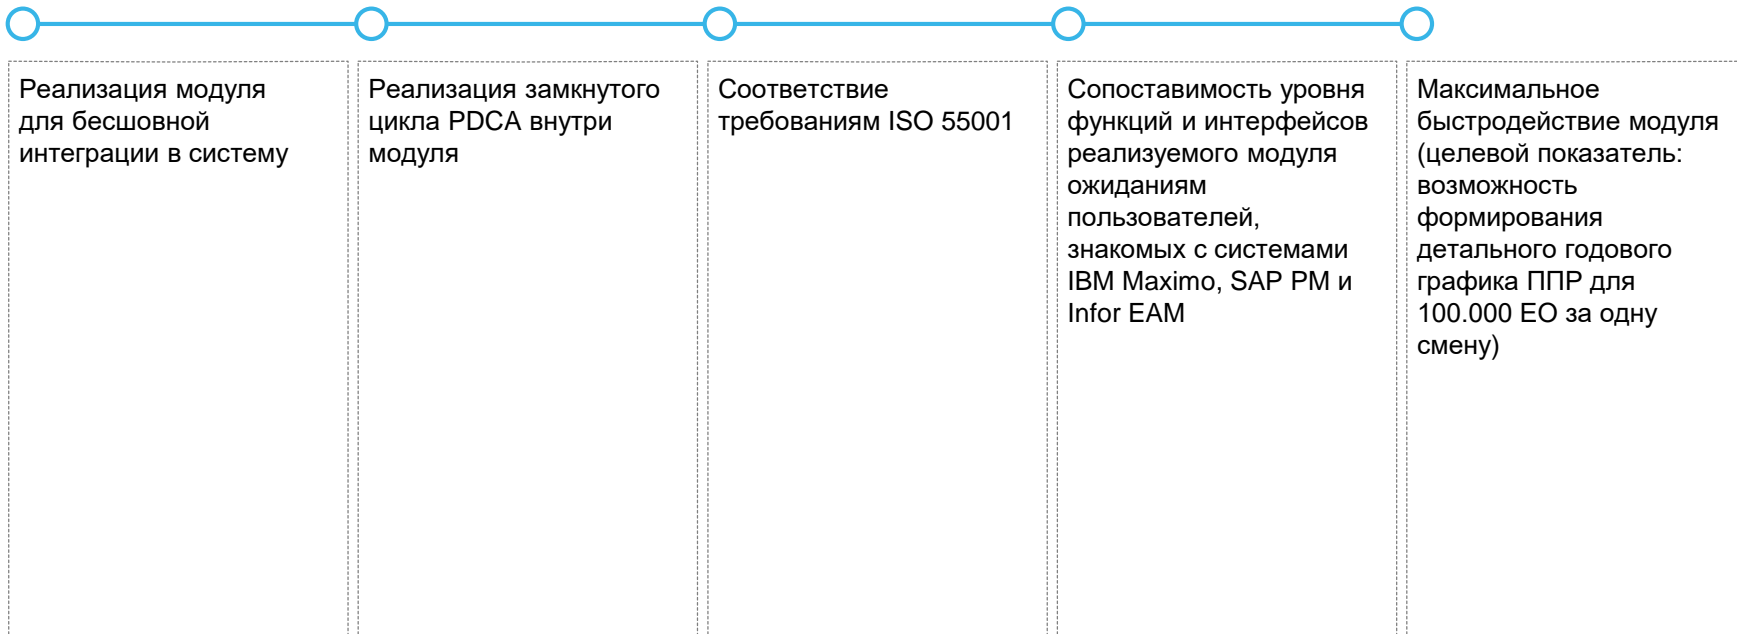 Реализация модуля
для бесшовной
интеграции в систему
Реализация замкнутого
цикла PDCA внутри
модуля
Соответствие
требованиям ISO 55001
Сопоставимость уровня
функций и интерфейсов
реализуемого модуля
ожиданиям
пользователей,
знакомых с системами
IBM Maximo, SAP PM и
Infor EAM
Максимальное
быстродействие модуля
(целевой показатель:
возможность
формирования
детального годового
графика ППР для
100.000 ЕО за одну
смену)